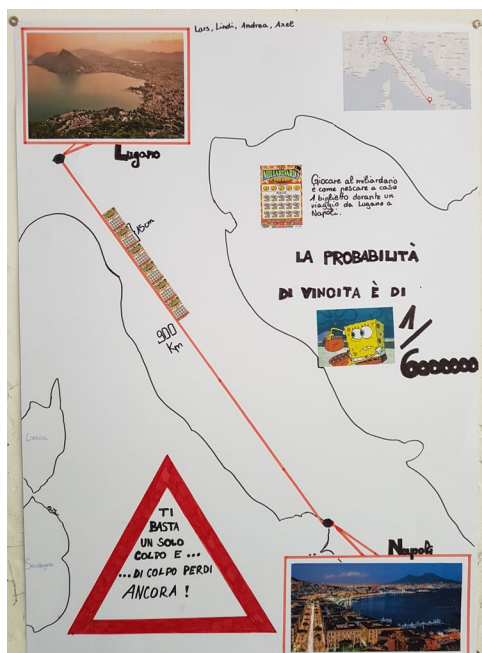 Lars, Lindi, Andrea, Axel
Lugano
MILIARDARIO
Giocare al miliardario
è come pescare a caso
1 biglietto durante un
viaggio da Lugano a
Napoli.
15cm
LA PROBABILITÀ
DI VINCITA È DI
1/
6000000
900
Km
Corsica
Sardegna
TI
BASTA
UN SOLO
COLPO E ...
...DI COLPO PERDI
ANCORA !
Napoli